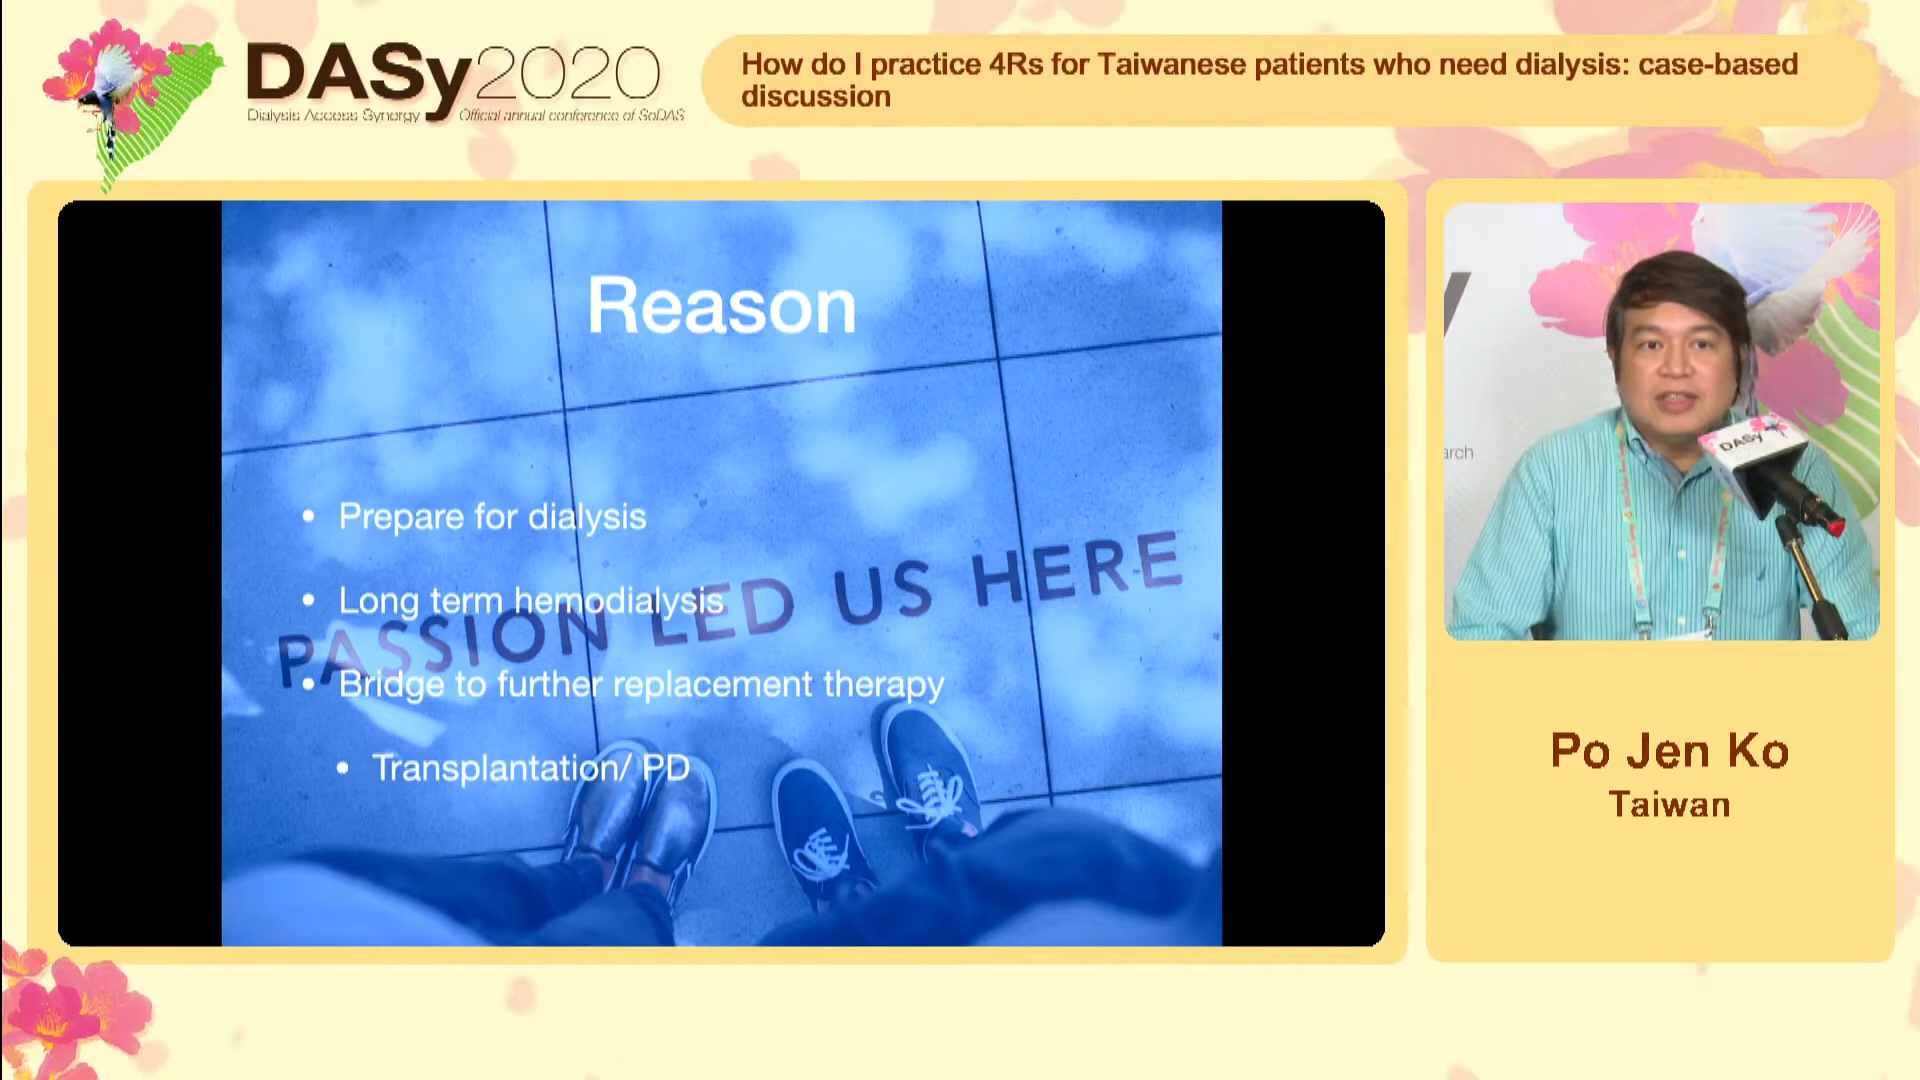 DASy2020
Dialysis Access Synergy Official annual conference of SoDAS
How do I practice 4Rs for Taiwanese patients who need dialysis: case-based
discussion
Reason
• Prepare for dialysis
• Long term hemodialysis
PASSION LED US HERE
• Bridge to further replacement therapy
• Transplantation/ PD
y
arch
DASy
Po Jen Ko
Taiwan